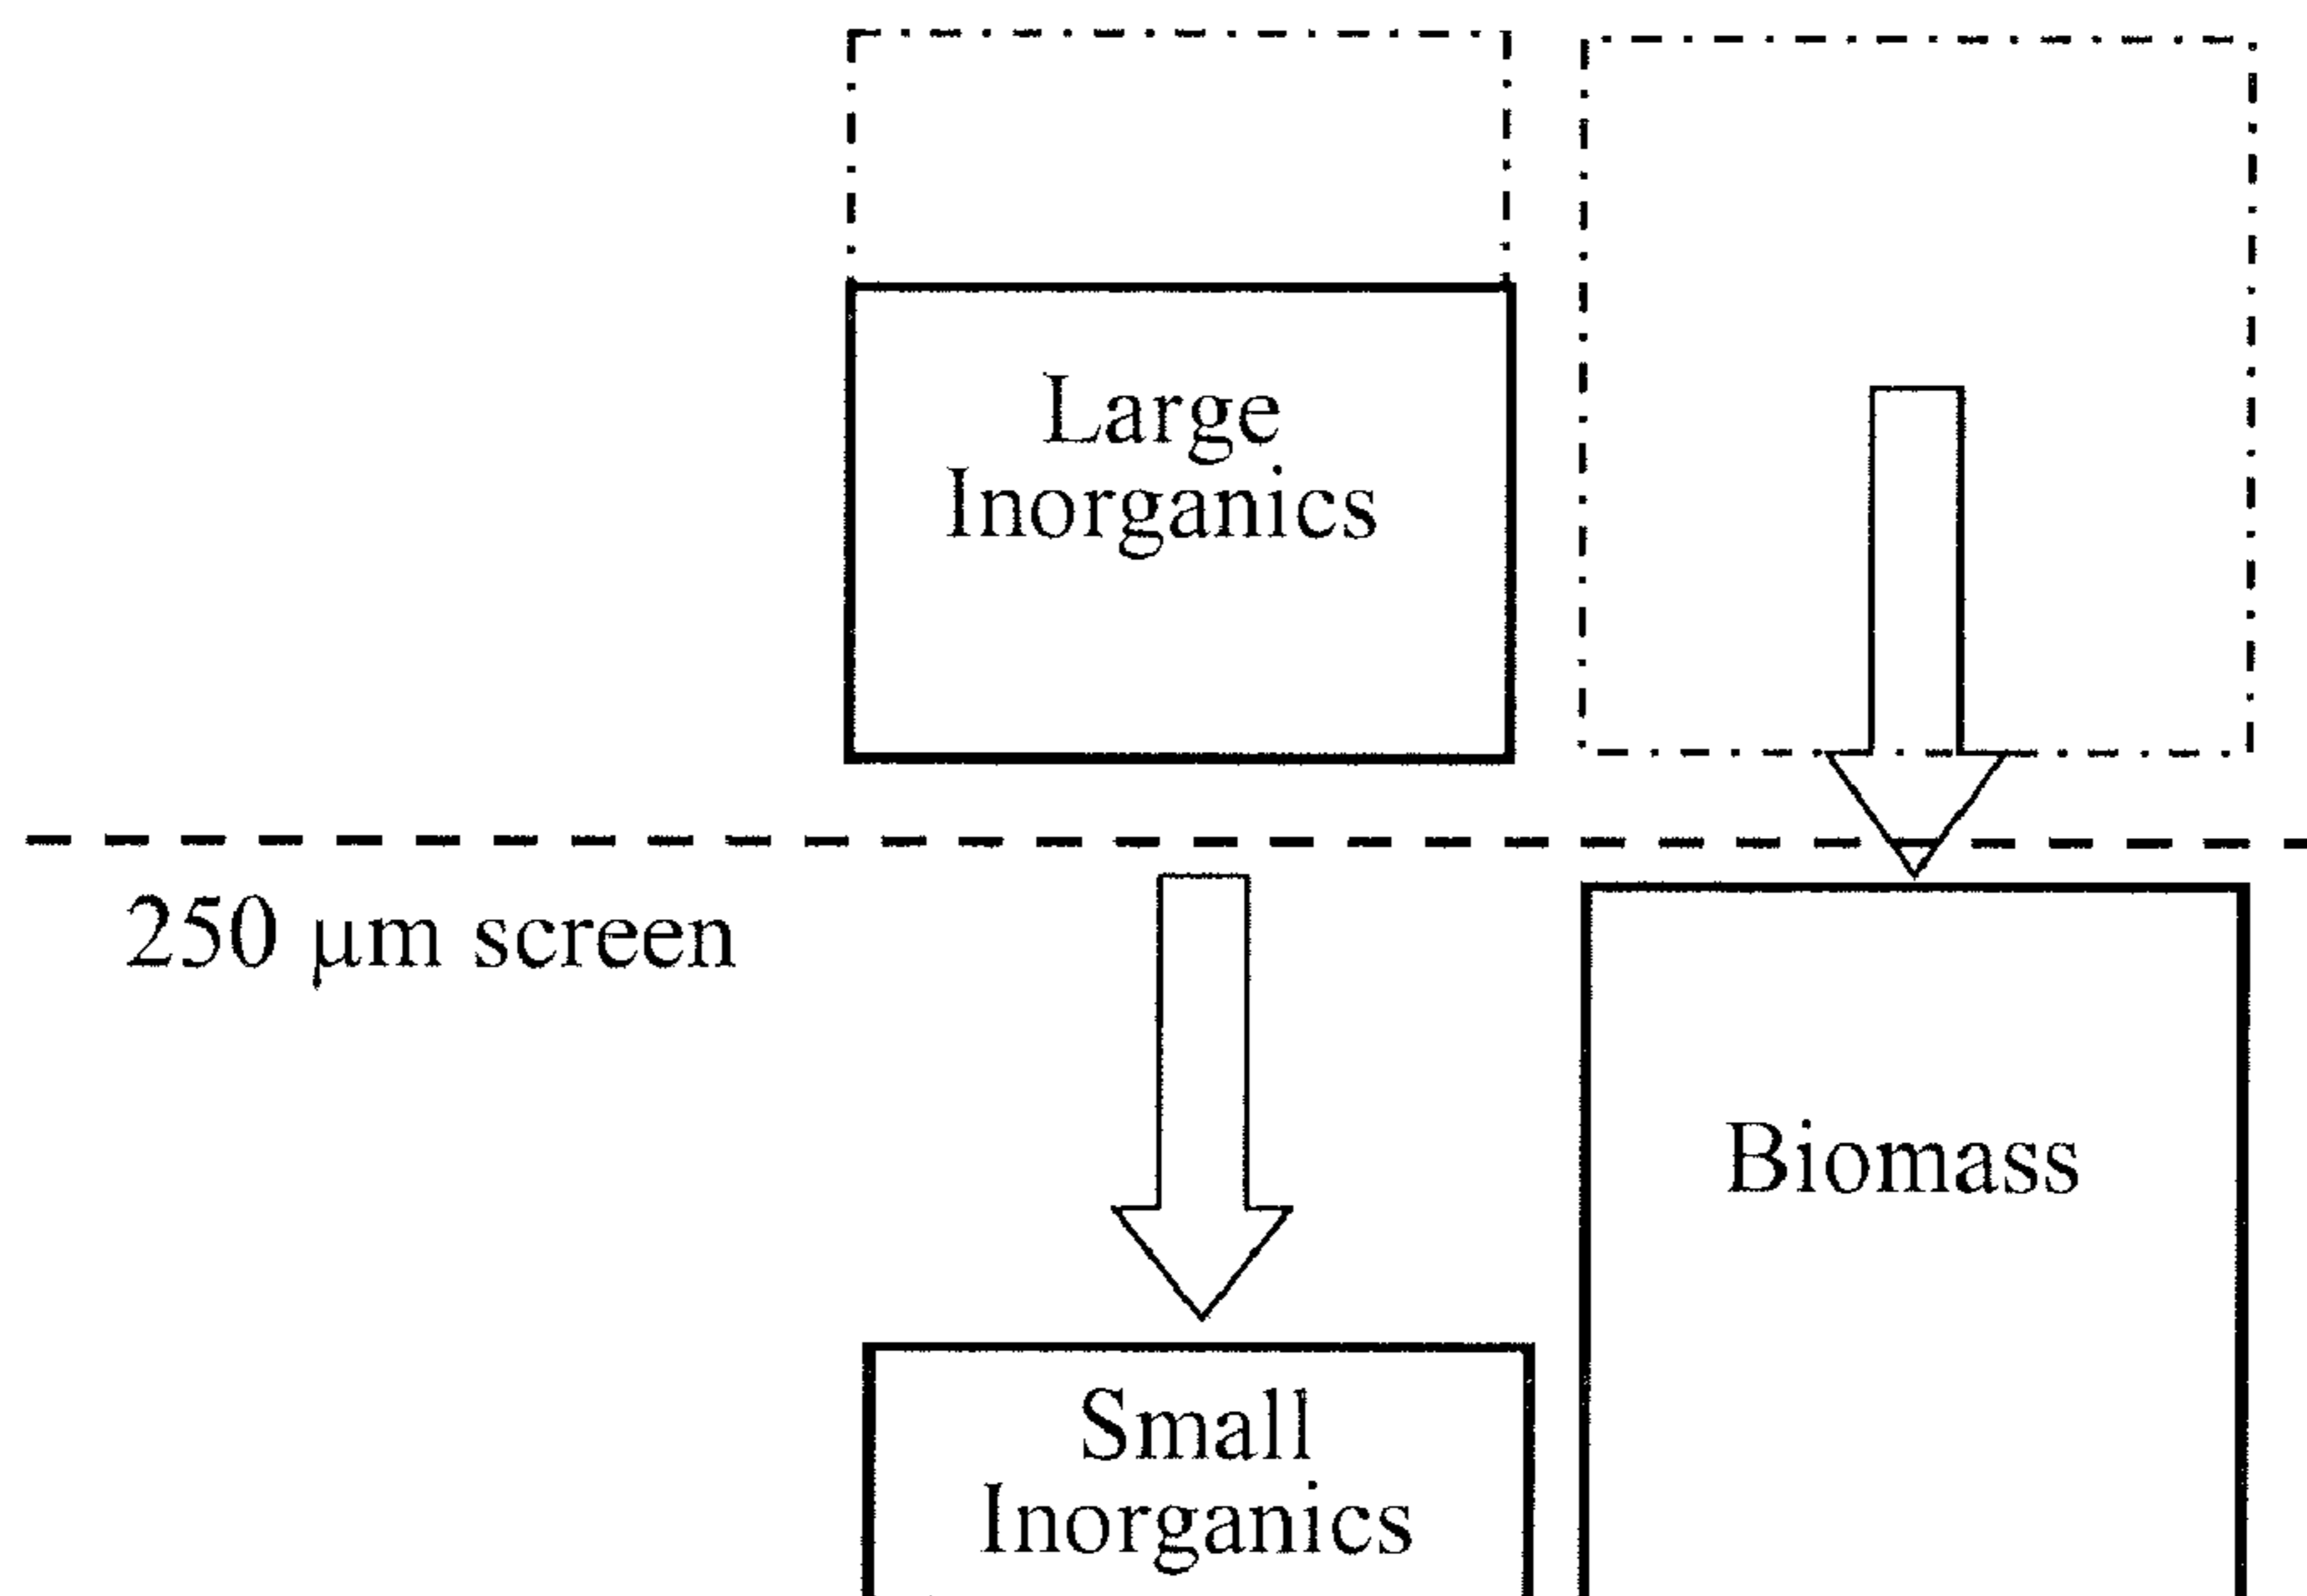 Large
Inorganics
250 μm screen
Biomass
Small
Inorganics